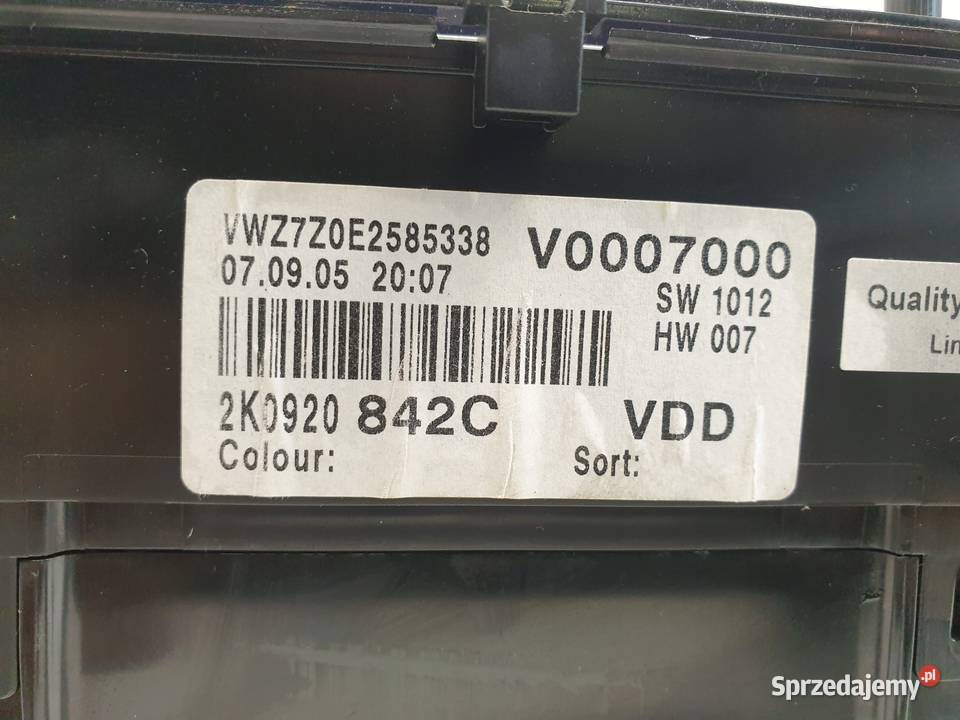 VWZ7Z0E2585338 V0007000
07.09.05 20:07 SW 1012
HW 007
2K0920 842C VDD
Colour: Sort:
Quality
Lin
Sprzedajemy.pl